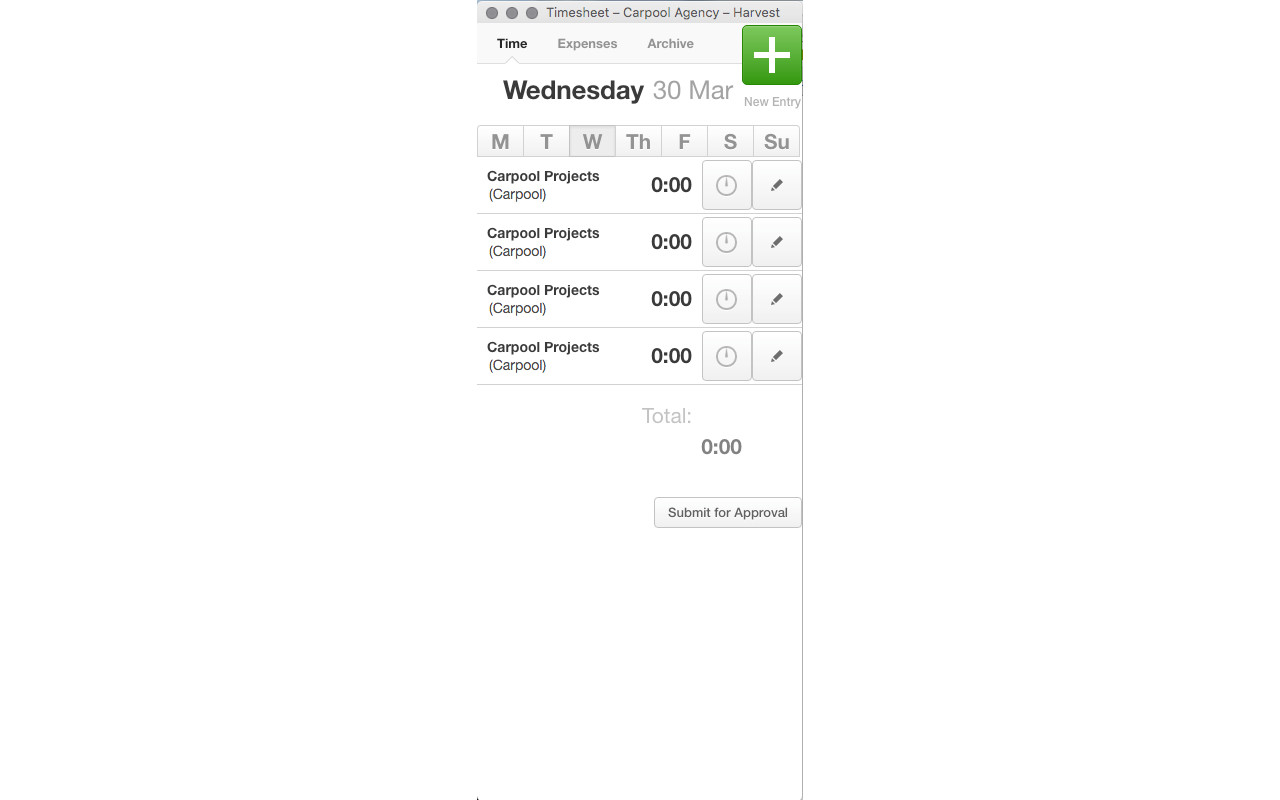 Timesheet – Carpool Agency – Harvest
Time Expenses Archive
Wednesday 30 Mar
New Entry
M T W Th F S Su
Carpool Projects
(Carpool)
0:00
Carpool Projects
(Carpool)
0:00
Carpool Projects
(Carpool)
0:00
Carpool Projects
(Carpool)
0:00
Total:
0:00
Submit for Approval